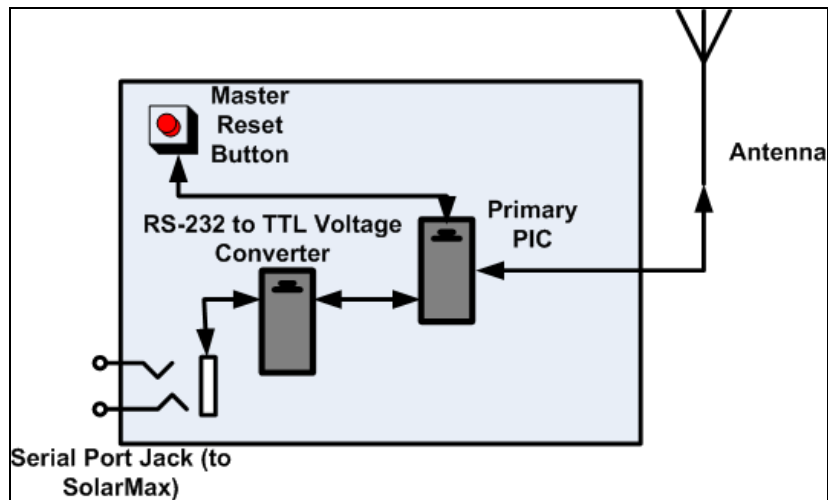 Master
Reset
Button
Antenna
Primary
PIC
RS-232 to TTL Voltage
Converter
Serial Port Jack (to
SolarMax)